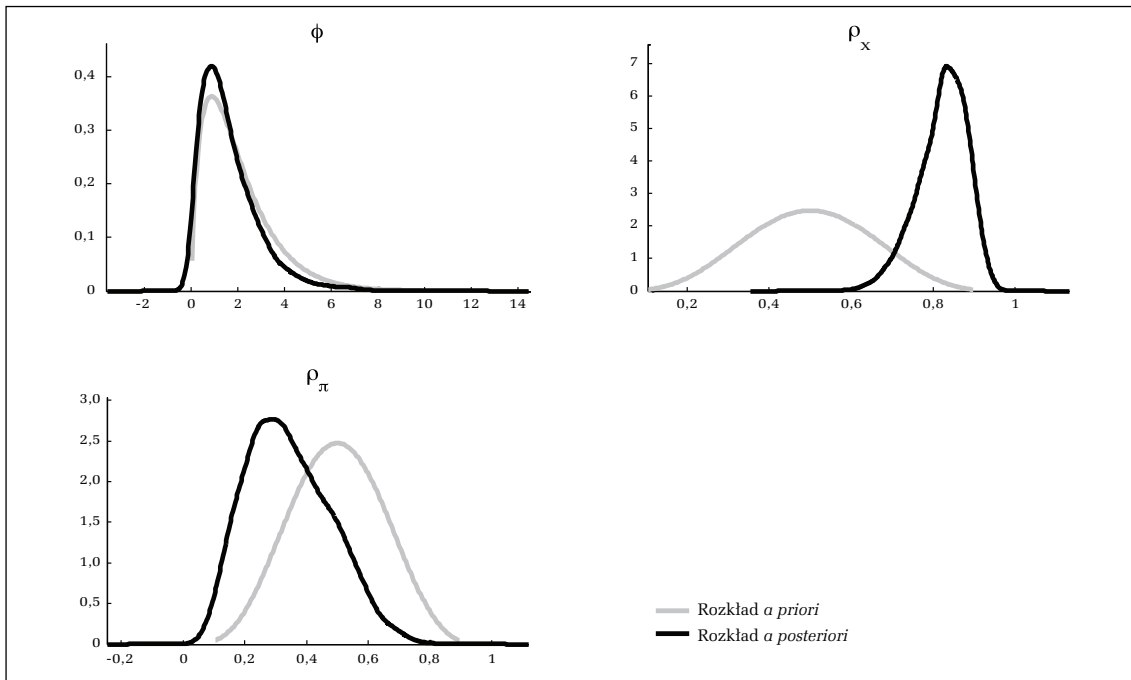 ϕ
0,4
0,3
0,2
0,1
0
-2 0 2 4 6 8 10 12 14
ρx
7
6
5
4
3
2
1
0
0,2 0,4 0,6 0,8 1
ρπ
3,0
2,5
2,0
1,5
1,0
0,5
0
-0,2 0 0,2 0,4 0,6 0,8 1
Rozkład a priori
Rozkład a posteriori